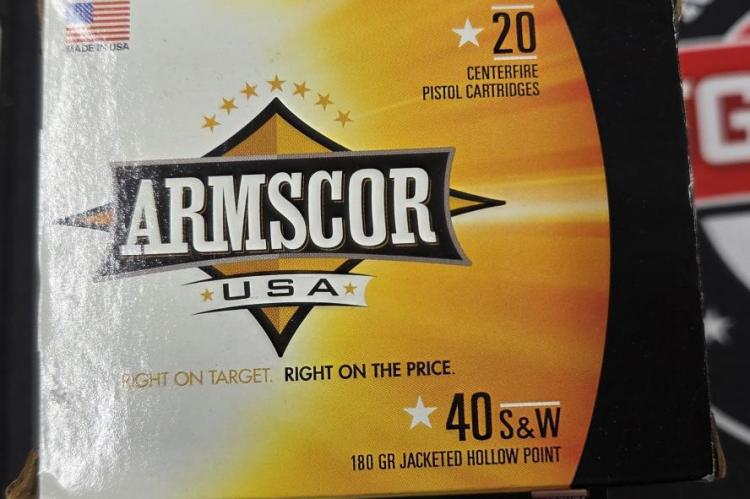 MADE IN USA
20
CENTERFIRE
PISTOL CARTRIDGES
ARMSCOR
USA
RIGHT ON TARGET. RIGHT ON THE PRICE.
40 S&W
180 GR JACKETED HOLLOW POINT